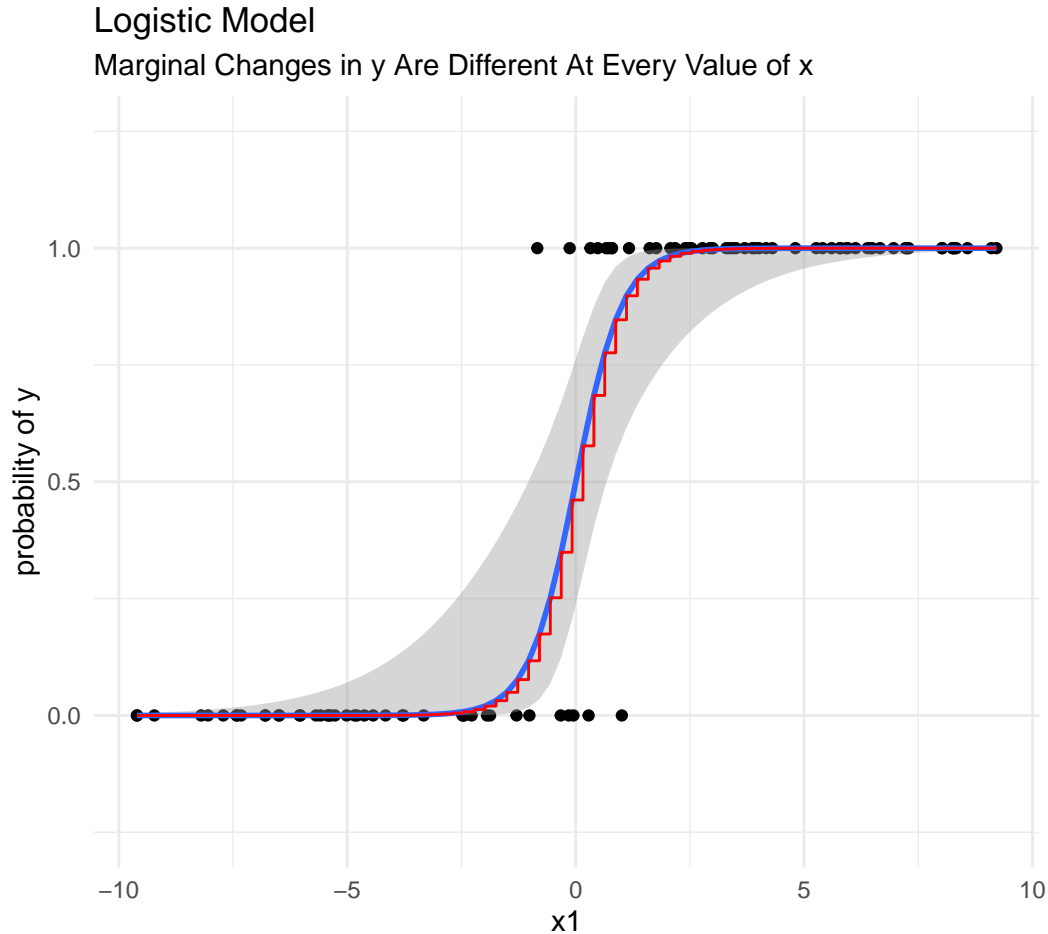 Logistic Model
Marginal Changes in y Are Different At Every Value of x
probability of y
1.0
0.5
0.0
−10
−5
0
5
10
x1